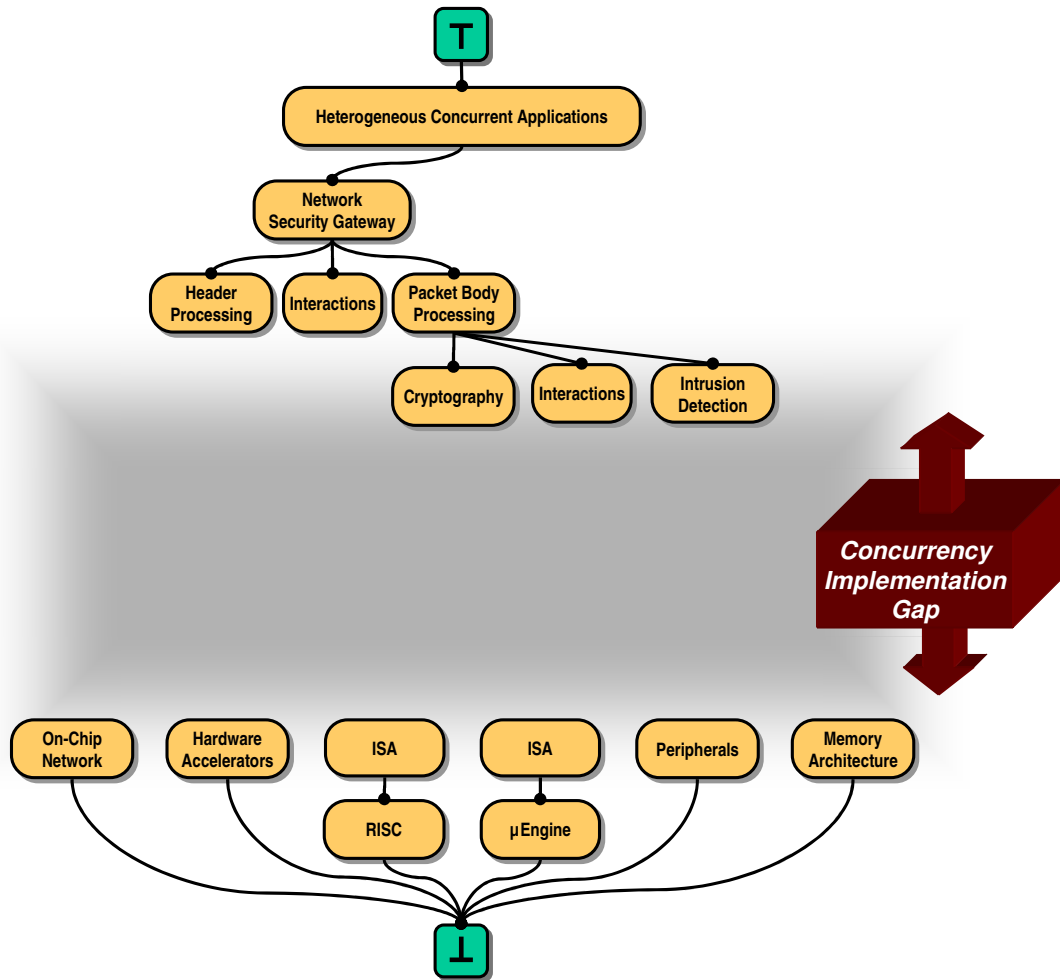 ⊤
Heterogeneous Concurrent Applications
Network
Security Gateway
Header
Processing
Interactions
Packet Body
Processing
Cryptography
Interactions
Intrusion
Detection
Concurrency
Implementation
Gap
On-Chip
Network
Hardware
Accelerators
ISA
ISA
Peripherals
Memory
Architecture
RISC
µEngine
⊥